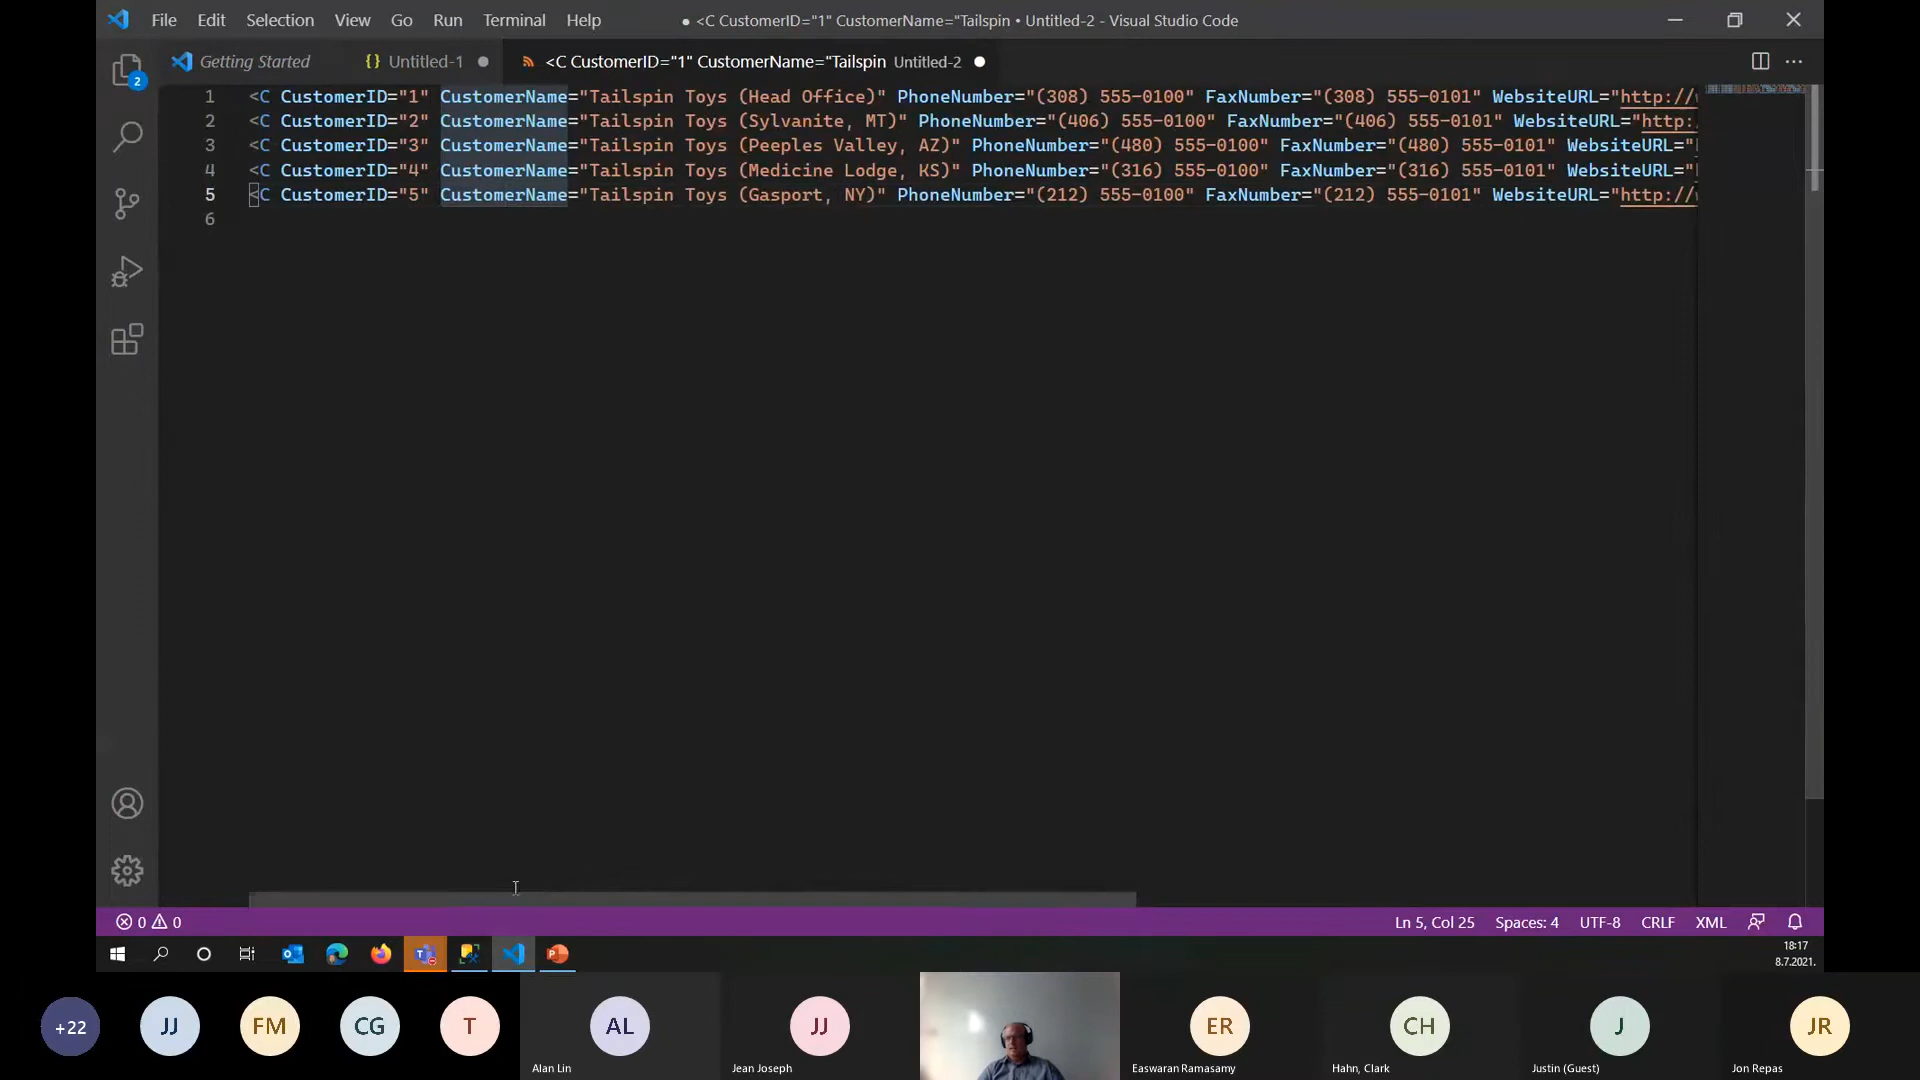 File Edit Selection View Go Run Terminal Help
● <C CustomerID="1" CustomerName="Tailspin • Untitled-2 - Visual Studio Code
Getting Started
{} Untitled-1
<C CustomerID="1" CustomerName="Tailspin Untitled-2
2
1 <C CustomerID="1" CustomerName="Tailspin Toys (Head Office)" PhoneNumber="(308) 555-0100" FaxNumber="(308) 555-0101" WebsiteURL="http://
2 <C CustomerID="2" CustomerName="Tailspin Toys (Sylvanite, MT)" PhoneNumber="(406) 555-0100" FaxNumber="(406) 555-0101" WebsiteURL="http:
3 <C CustomerID="3" CustomerName="Tailspin Toys (Peeples Valley, AZ)" PhoneNumber="(480) 555-0100" FaxNumber="(480) 555-0101" WebsiteURL="
4 <C CustomerID="4" CustomerName="Tailspin Toys (Medicine Lodge, KS)" PhoneNumber="(316) 555-0100" FaxNumber="(316) 555-0101" WebsiteURL="
5 <C CustomerID="5" CustomerName="Tailspin Toys (Gasport, NY)" PhoneNumber="(212) 555-0100" FaxNumber="(212) 555-0101" WebsiteURL="http://
6
0 0
Ln 5, Col 25 Spaces: 4 UTF-8 CRLF XML
18:17
8.7.2021.
+22 JJ FM CG T AL JJ ER CH J JR
Alan Lin Jean Joseph Easwaran Ramasamy Hahn, Clark Justin (Guest) Jon Repas